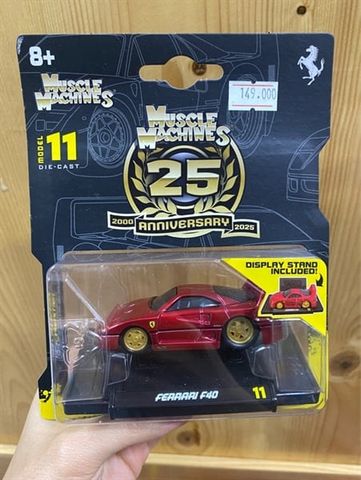 8+
MUSCLE
MACHINES
149.000
MODEL 11
DIE-CAST
MUSCLE
MACHINES
25
2000 ANNIVERSARY 2025
DISPLAY STAND
INCLUDED!
FERRARI F40
11